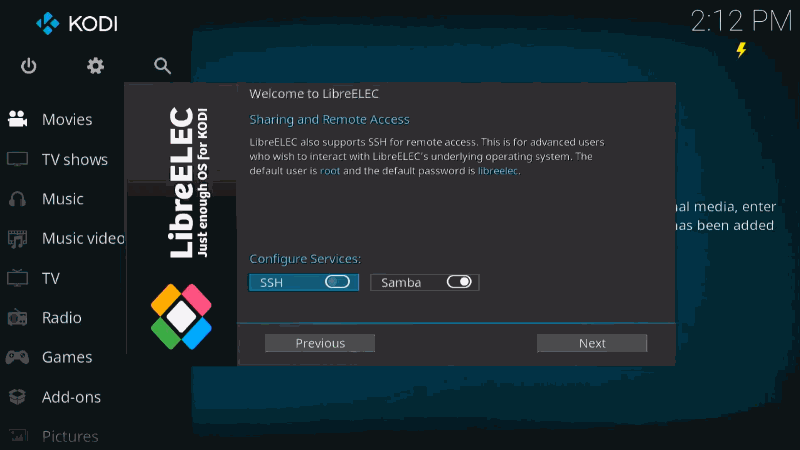 KODI
2:12 PM
Movies
TV shows
Music
Music video
TV
Radio
Games
Add-ons
Pictures
LibreELEC
Just enough OS for KODI
Welcome to LibreELEC
Sharing and Remote Access
LibreELEC also supports SSH for remote access. This is for advanced users
who wish to interact with LibreELEC's underlying operating system. The
default user is root and the default password is libreelec.
Configure Services:
SSH
Samba
Previous
Next
al media, enter
has been added